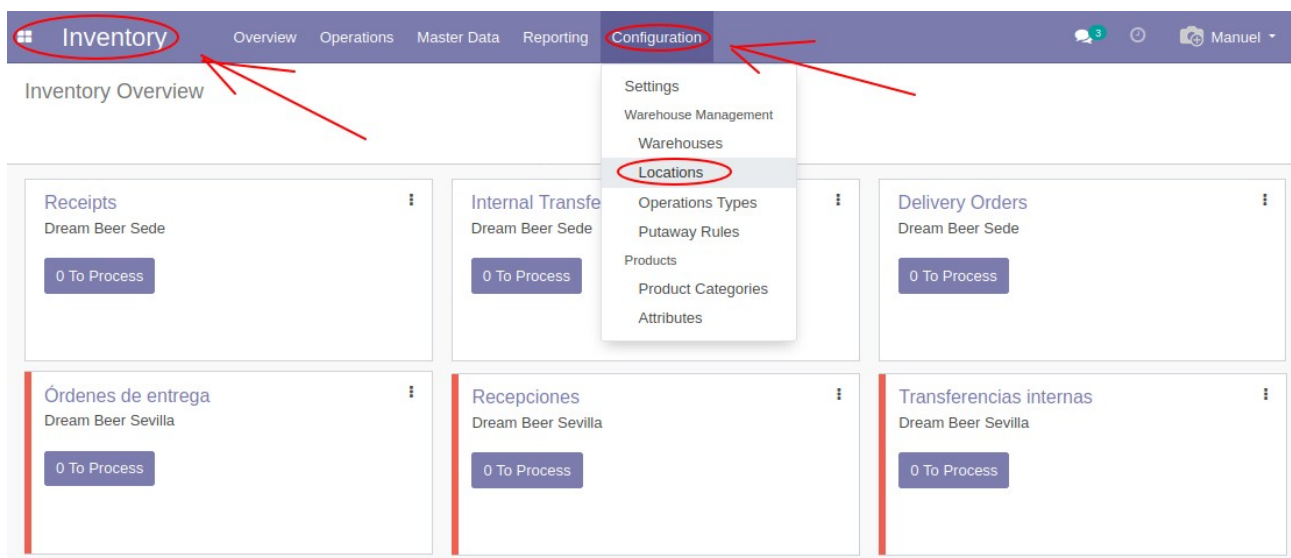 Inventory Overview Operations Master Data Reporting Configuration 3 Manuel
Inventory Overview
Settings
Warehouse Management
Warehouses
Locations
Operations Types
Putaway Rules
Products
Product Categories
Attributes
Receipts
Dream Beer Sede
0 To Process
Internal Transfe
Dream Beer Sede
0 To Process
Delivery Orders
Dream Beer Sede
0 To Process
Órdenes de entrega
Dream Beer Sevilla
0 To Process
Recepciones
Dream Beer Sevilla
0 To Process
Transferencias internas
Dream Beer Sevilla
0 To Process